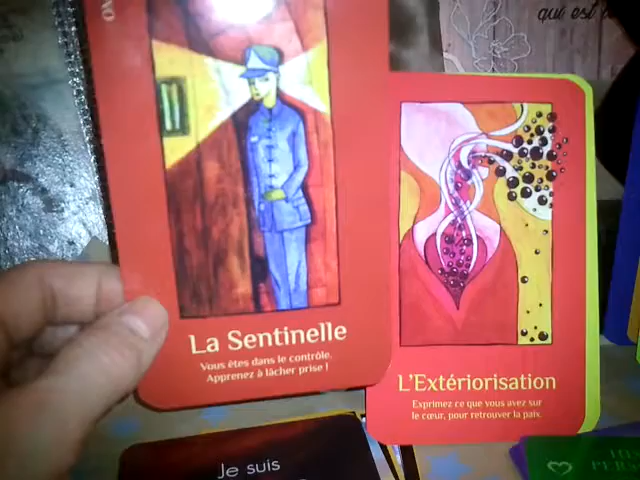 qui est
La Sentinelle
Vous êtes dans le contrôle.
Apprenez à lâcher prise !
L'Extériorisation
Exprimez ce que vous avez sur
le cœur, pour retrouver la paix.
Je suis